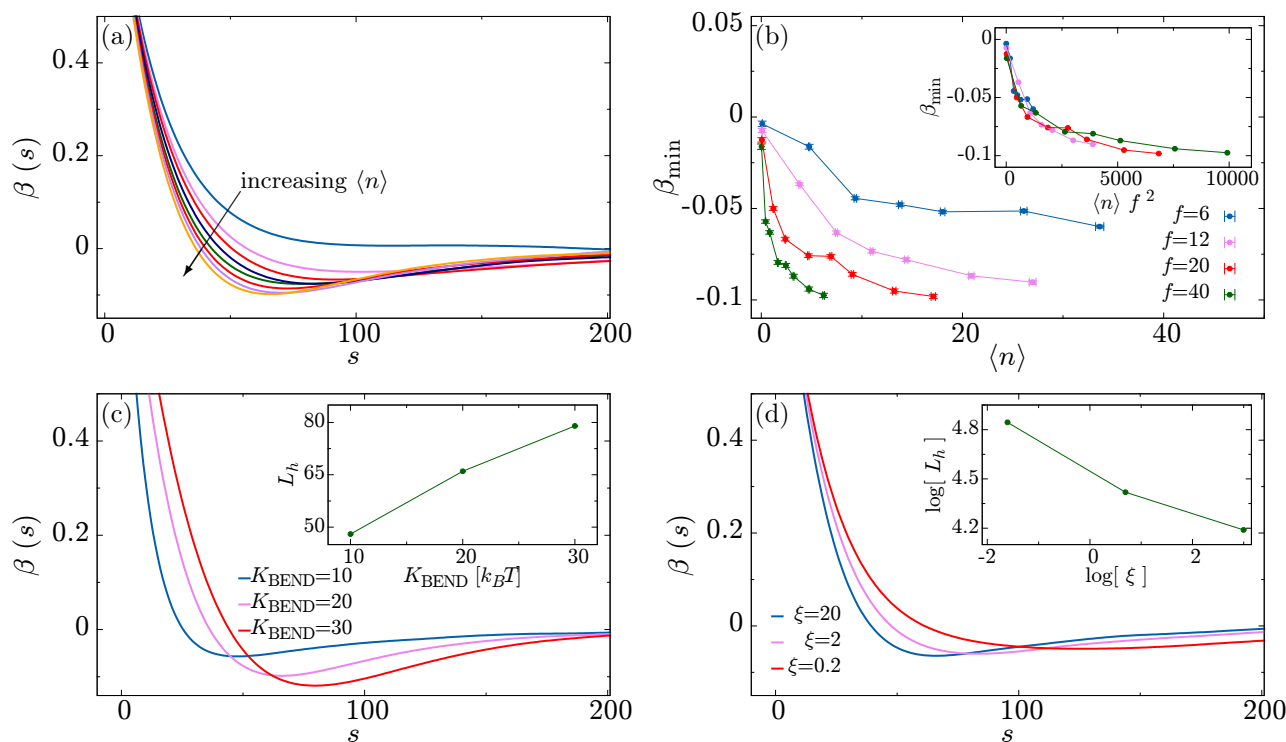 (a)
0.4
0.2
0
β (s)
increasing ⟨n⟩
0
100
200
s
(b)
0.05
0
-0.05
-0.1
β_min
0
20
40
⟨n⟩
0
-0.05
-0.1
β_min
0
5000
10000
⟨n⟩ f ²
f=6
f=12
f=20
f=40
(c)
0.4
0.2
0
β (s)
0
100
200
s
K_BEND=10
K_BEND=20
K_BEND=30
80
65
50
L_h
10
20
30
K_BEND [k_BT]
(d)
0.4
0.2
0
β (s)
0
50
100
200
s
ξ=20
ξ=2
ξ=0.2
4.8
4.5
4.2
log[ L_h ]
-2
0
2
log[ ξ ]